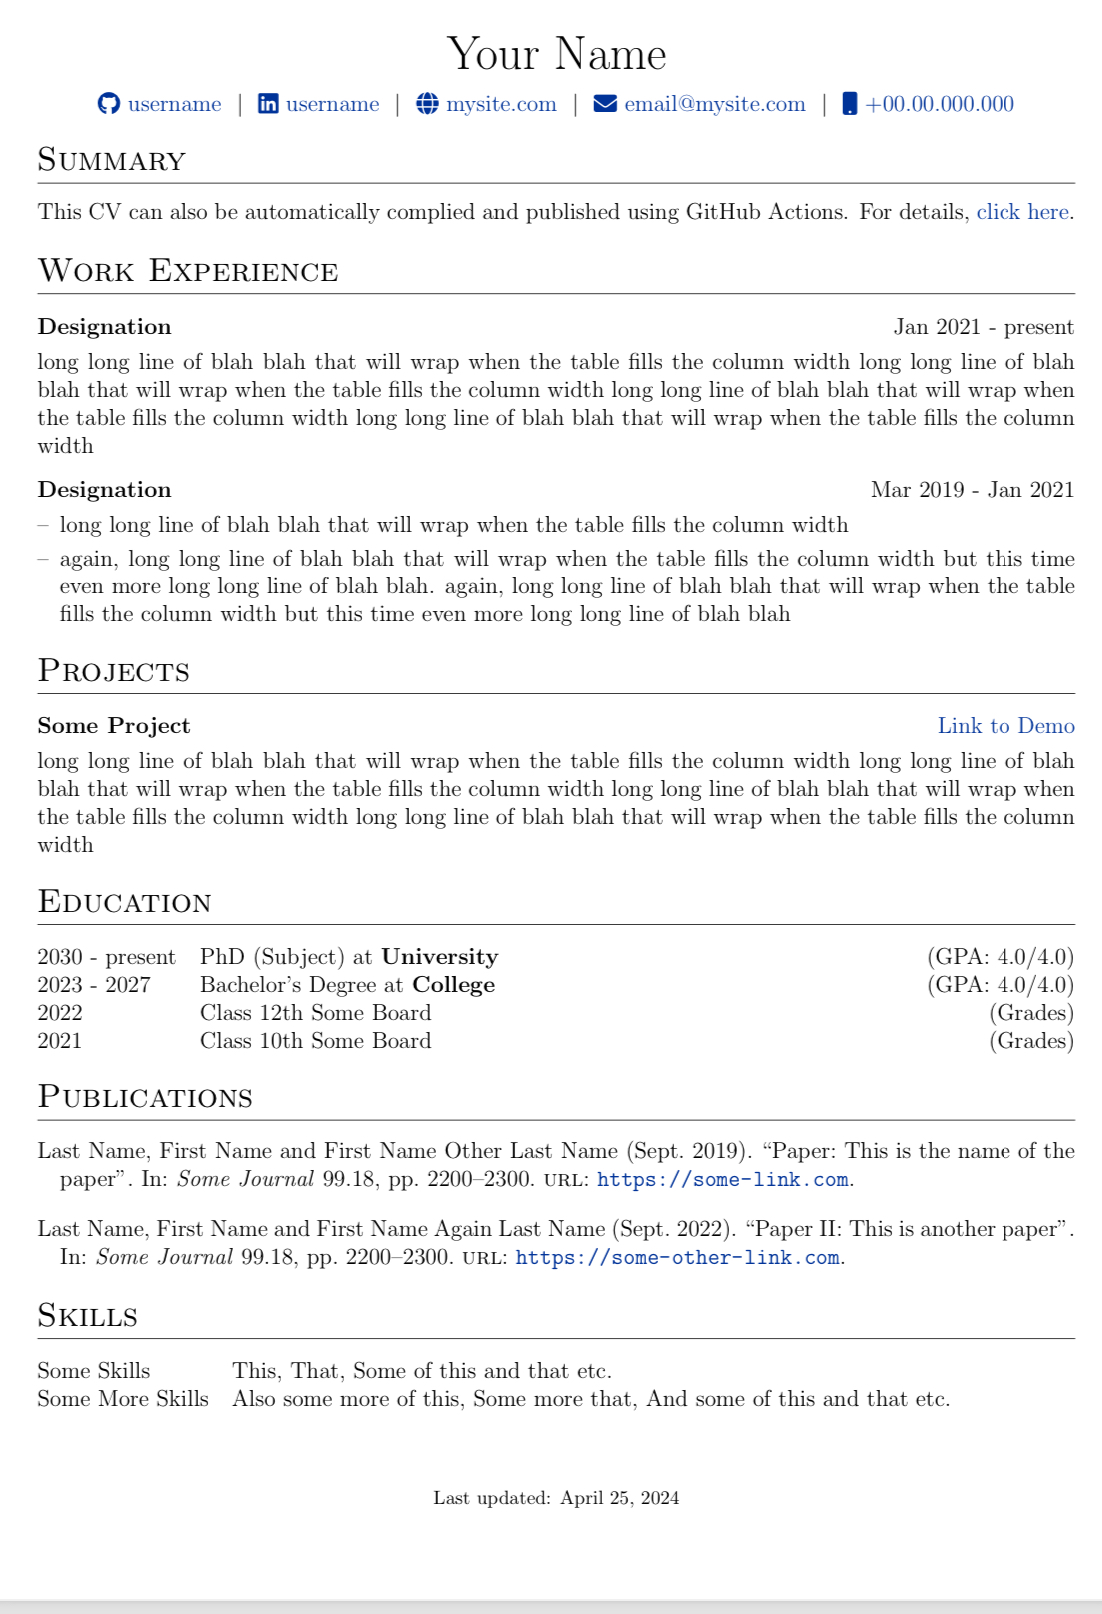 Your Name
username | username | mysite.com | email@mysite.com | +00.00.000.000
Summary
This CV can also be automatically complied and published using GitHub Actions. For details, click here.
Work Experience
Designation Jan 2021 - present
long long line of blah blah that will wrap when the table fills the column width long long line of blah
blah that will wrap when the table fills the column width long long line of blah blah that will wrap when
the table fills the column width long long line of blah blah that will wrap when the table fills the column
width
Designation Mar 2019 - Jan 2021
– long long line of blah blah that will wrap when the table fills the column width
– again, long long line of blah blah that will wrap when the table fills the column width but this time
even more long long line of blah blah. again, long long line of blah blah that will wrap when the table
fills the column width but this time even more long long line of blah blah
Projects
Some Project Link to Demo
long long line of blah blah that will wrap when the table fills the column width long long line of blah
blah that will wrap when the table fills the column width long long line of blah blah that will wrap when
the table fills the column width long long line of blah blah that will wrap when the table fills the column
width
Education
2030 - present PhD (Subject) at University (GPA: 4.0/4.0)
2023 - 2027 Bachelor's Degree at College (GPA: 4.0/4.0)
2022 Class 12th Some Board (Grades)
2021 Class 10th Some Board (Grades)
Publications
Last Name, First Name and First Name Other Last Name (Sept. 2019). “Paper: This is the name of the
paper”. In: Some Journal 99.18, pp. 2200–2300. URL: https://some-link.com.
Last Name, First Name and First Name Again Last Name (Sept. 2022). “Paper II: This is another paper”.
In: Some Journal 99.18, pp. 2200–2300. URL: https://some-other-link.com.
Skills
Some Skills This, That, Some of this and that etc.
Some More Skills Also some more of this, Some more that, And some of this and that etc.
Last updated: April 25, 2024